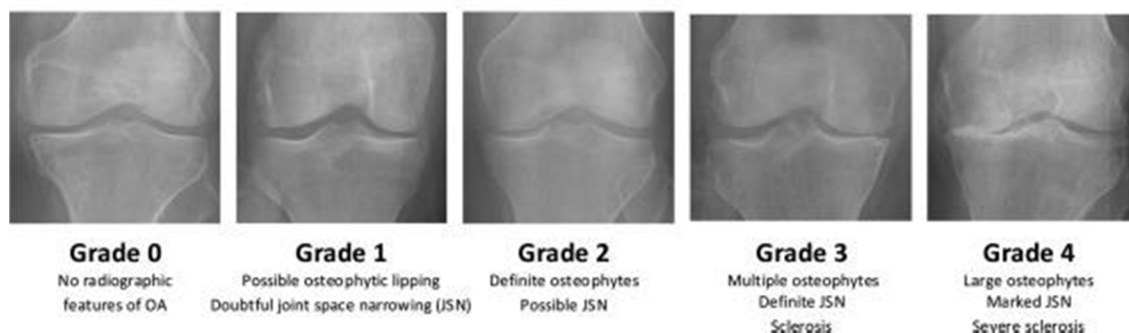 Grade 0
No radiographic
features of OA
Grade 1
Possible osteophytic lipping
Doubtful joint space narrowing (JSN)
Grade 2
Definite osteophytes
Possible JSN
Grade 3
Multiple osteophytes
Definite JSN
Sclerosis
Grade 4
Large osteophytes
Marked JSN
Severe sclerosis